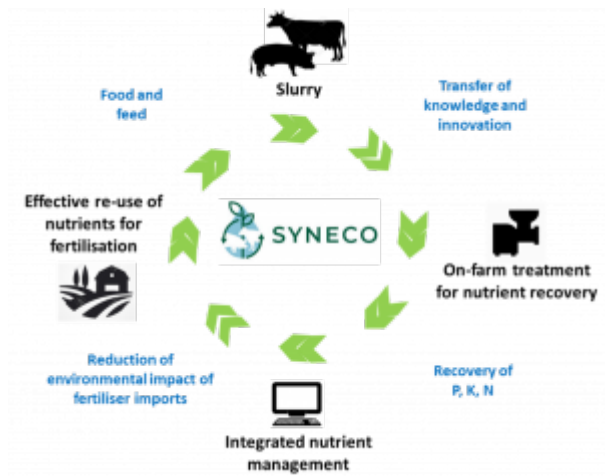 Slurry
Food and
feed
Transfer of
knowledge and
innovation
Effective re-use of
nutrients for
fertilisation
SYNECO
On-farm treatment
for nutrient recovery
Reduction of
environmental impact of
fertiliser imports
Recovery of
P, K, N
Integrated nutrient
management